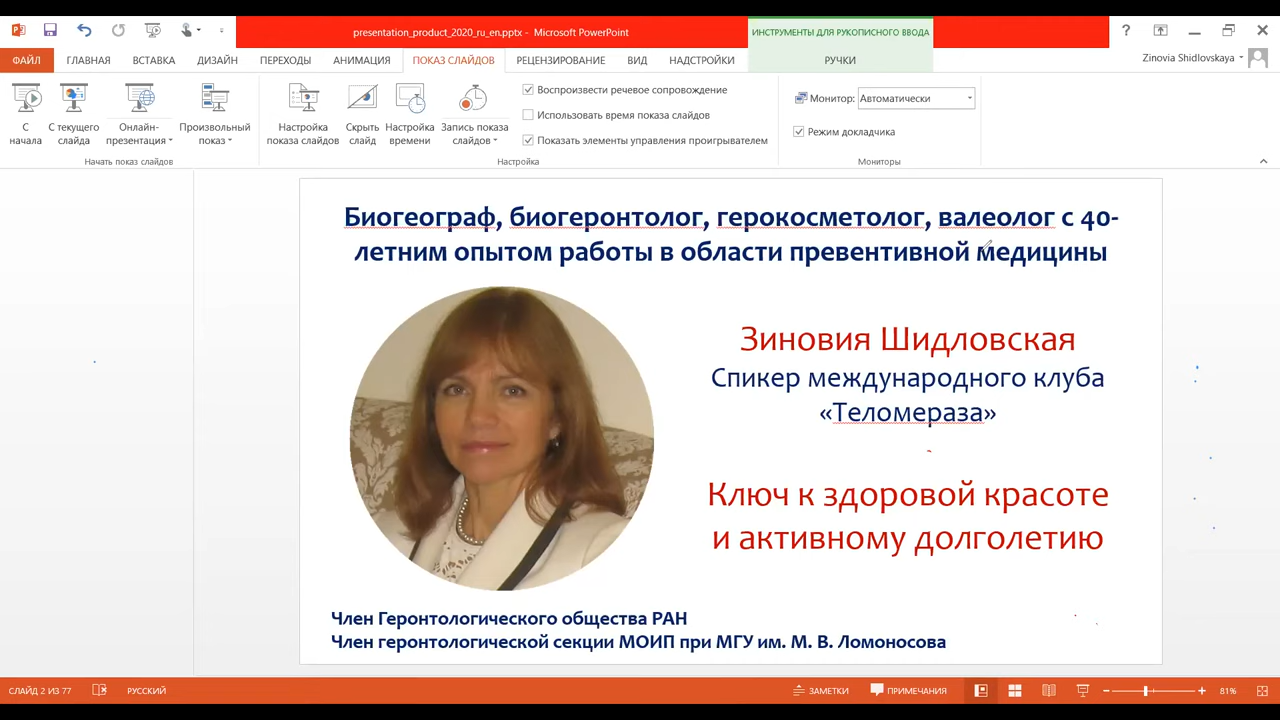 presentation_product_2020_ru_en.pptx - Microsoft PowerPoint
ИНСТРУМЕНТЫ ДЛЯ РУКОПИСНОГО ВВОДА
ФАЙЛ ГЛАВНАЯ ВСТАВКА ДИЗАЙН ПЕРЕХОДЫ АНИМАЦИЯ ПОКАЗ СЛАЙДОВ РЕЦЕНЗИРОВАНИЕ ВИД НАДСТРОЙКИ РУЧКИ
Zinovia Shidlovskaya
С начала
С текущего слайда
Онлайн-презентация
Произвольный показ
Начать показ слайдов
Настройка показа слайдов
Скрыть слайд
Настройка времени
Запись показа слайдов
Воспроизвести речевое сопровождение
Использовать время показа слайдов
Показать элементы управления проигрывателем
Настройка
Монитор: Автоматически
Режим докладчика
Мониторы
Биогеограф, биогеронтолог, герокосметолог, валеолог с 40-
летним опытом работы в области превентивной медицины
Зиновия Шидловская
Спикер международного клуба
«Теломераза»
Ключ к здоровой красоте
и активному долголетию
Член Геронтологического общества РАН
Член геронтологической секции МОИП при МГУ им. М. В. Ломоносова
СЛАЙД 2 ИЗ 77 РУССКИЙ ЗАМЕТКИ ПРИМЕЧАНИЯ 81%